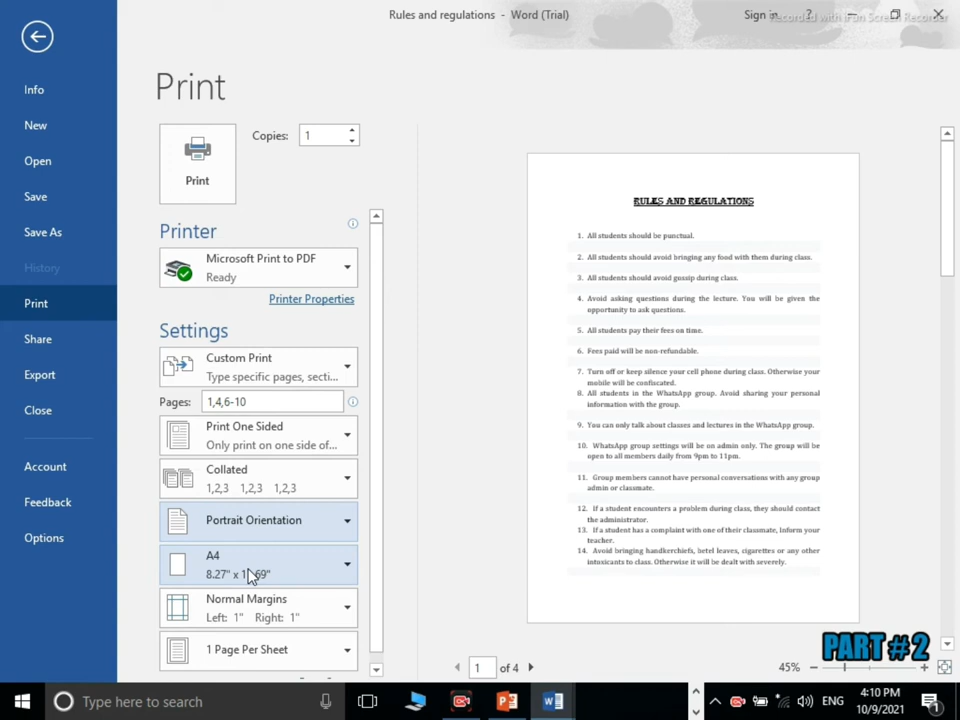 Rules and regulations - Word (Trial)
Sign in
?
Recorded with iFun Screen Recorder
Info
New
Open
Save
Save As
History
Print
Share
Export
Close
Account
Feedback
Options
Print
Print
Copies: 1
Printer
Microsoft Print to PDF
Ready
Printer Properties
Settings
Custom Print
Type specific pages, secti...
Pages: 1,4,6-10
Print One Sided
Only print on one side of...
Collated
1,2,3 1,2,3 1,2,3
Portrait Orientation
A4
Normal Margins
Left: 1" Right: 1"
1 Page Per Sheet
RULES AND REGULATIONS
1. All students should be punctual.
2. All students should avoid bringing any food with them during class.
3. All students should avoid gossip during class.
4. Avoid asking questions during the lecture. You will be given the
opportunity to ask questions.
5. All students pay their fees on time.
6. Fees paid will be non-refundable.
7. Turn off or keep silence your cell phone during class. Otherwise your
mobile will be confiscated.
8. All students in the WhatsApp group. Avoid sharing your personal
information with the group.
9. You can only talk about classes and lectures in the WhatsApp group.
10. WhatsApp group settings will be on admin only. The group will be
open to all members daily from 9pm to 11pm.
11. Group members cannot have personal conversations with any group
admin or classmate.
12. If a student encounters a problem during class, they should contact
the administrator.
13. If a student has a complaint with one of their classmate, Inform your
teacher.
14. Avoid bringing handkerchiefs, betel leaves, cigarettes or any other
intoxicants to class. Otherwise it will be dealt with severely.
PART # 2
1 of 4
45%
Type here to search
ENG
4:10 PM
10/9/2021
1